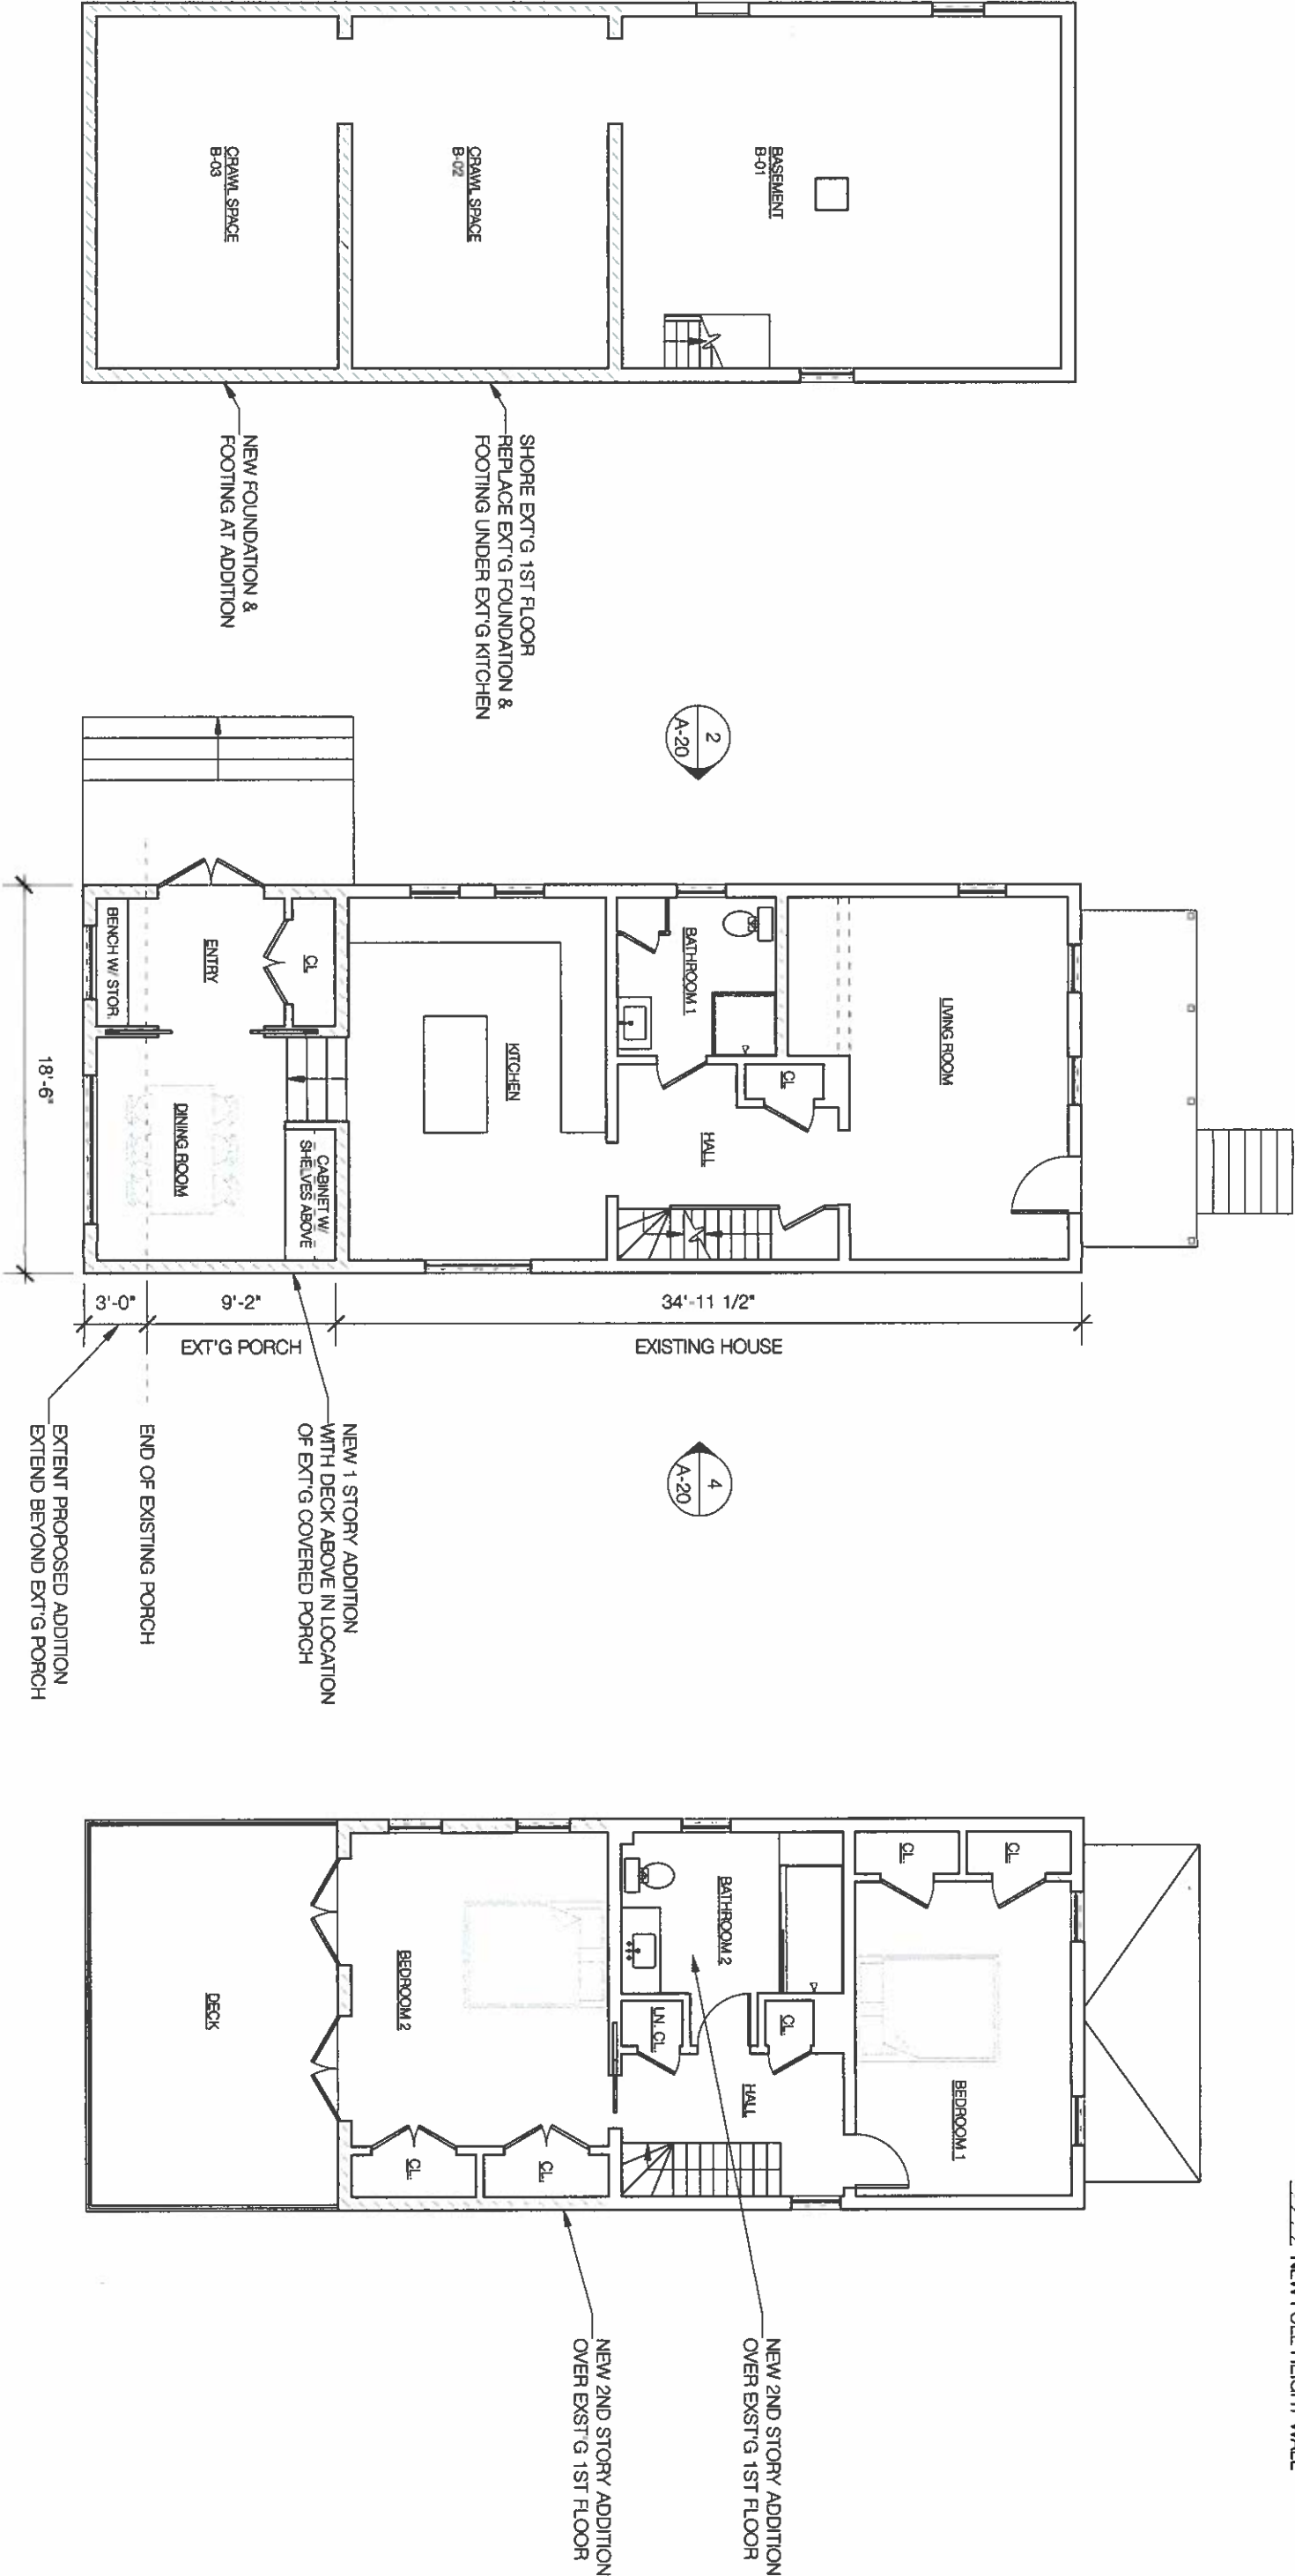 BASEMENT
B-01
CRAWL SPACE
B-02
CRAWL SPACE
B-03
SHORE EXT'G 1ST FLOOR
REPLACE EXT'G FOUNDATION &
FOOTING UNDER EXT'G KITCHEN
NEW FOUNDATION &
FOOTING AT ADDITION
2
A-20
LIVING ROOM
BATHROOM 1
CL.
HALL
KITCHEN
CL
ENTRY
BENCH W/ STOR.
DINING ROOM
CABINET W/
SHELVES ABOVE
18'-6"
3'-0"
9'-2"
34'-11 1/2"
EXT'G PORCH
EXISTING HOUSE
4
A-20
NEW 1 STORY ADDITION
WITH DECK ABOVE IN LOCATION
OF EXT'G COVERED PORCH
END OF EXISTING PORCH
EXTENT PROPOSED ADDITION
EXTEND BEYOND EXT'G PORCH
CL.
CL.
BEDROOM 1
BATHROOM 2
CL.
LN. CL.
HALL
BEDROOM 2
CL.
CL.
DECK
NEW 2ND STORY ADDITION
OVER EXST'G 1ST FLOOR
NEW 2ND STORY ADDITION
OVER EXST'G 1ST FLOOR